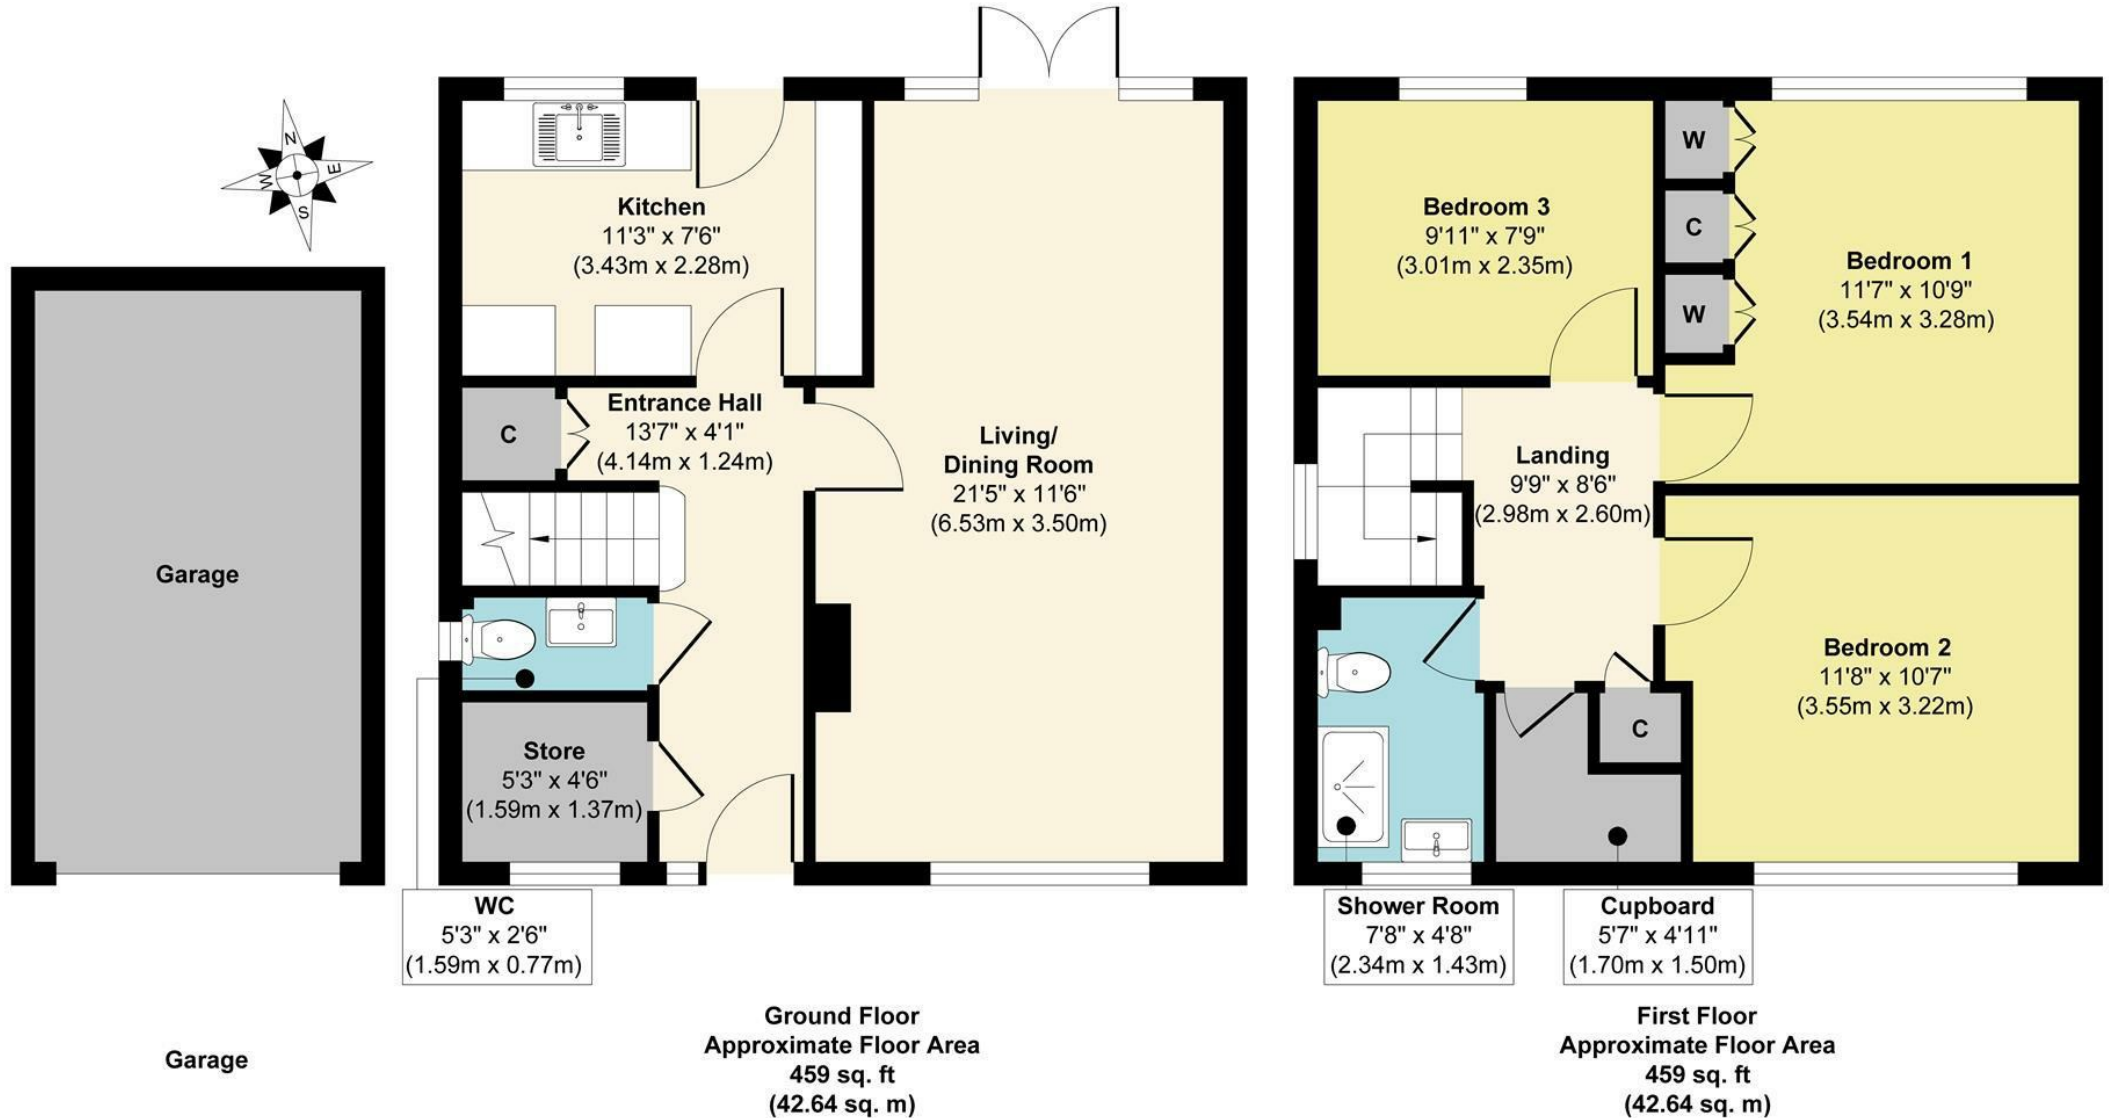 N
E
S
W
Garage
Garage
Kitchen
11'3" x 7'6"
(3.43m x 2.28m)
Entrance Hall
13'7" x 4'1"
(4.14m x 1.24m)
C
Living/
Dining Room
21'5" x 11'6"
(6.53m x 3.50m)
Store
5'3" x 4'6"
(1.59m x 1.37m)
WC
5'3" x 2'6"
(1.59m x 0.77m)
Ground Floor
Approximate Floor Area
459 sq. ft
(42.64 sq. m)
Bedroom 3
9'11" x 7'9"
(3.01m x 2.35m)
W
C
W
Bedroom 1
11'7" x 10'9"
(3.54m x 3.28m)
Landing
9'9" x 8'6"
(2.98m x 2.60m)
Bedroom 2
11'8" x 10'7"
(3.55m x 3.22m)
C
Shower Room
7'8" x 4'8"
(2.34m x 1.43m)
Cupboard
5'7" x 4'11"
(1.70m x 1.50m)
First Floor
Approximate Floor Area
459 sq. ft
(42.64 sq. m)